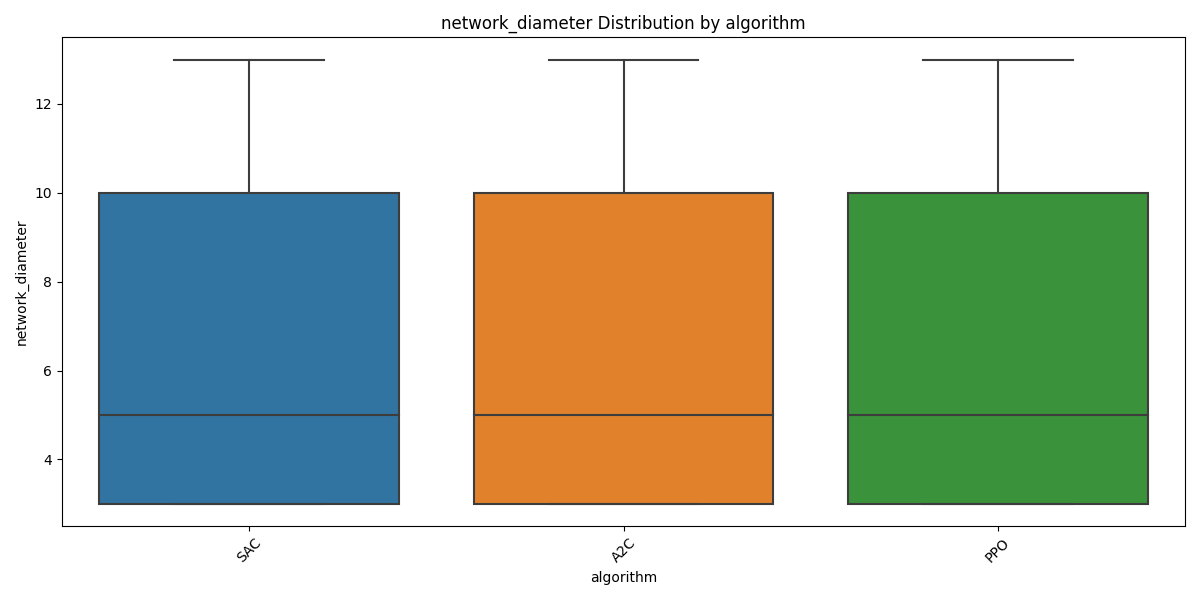 network_diameter Distribution by algorithm
network_diameter
12
10
8
6
4
SAC
A2C
PPO
algorithm